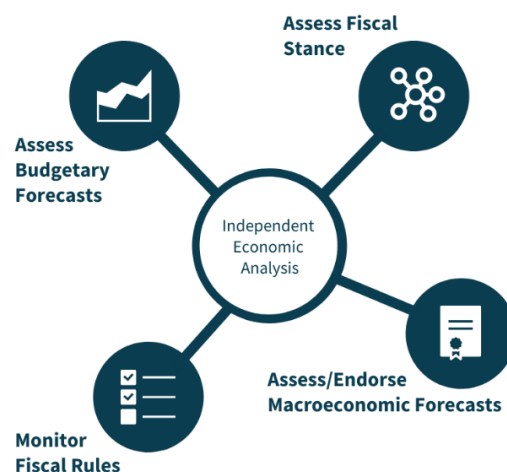 Assess Fiscal
Stance
Assess
Budgetary
Forecasts
Independent
Economic
Analysis
Assess/Endorse
Macroeconomic Forecasts
Monitor
Fiscal Rules